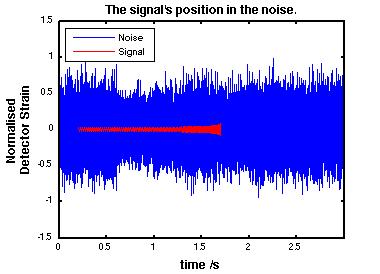 The signal's position in the noise.
1.5
Noise
Signal
1
0.5
0
-0.5
-1
-1.5
Normalised
Detector Strain
0 0.5 1 1.5 2 2.5
time /s